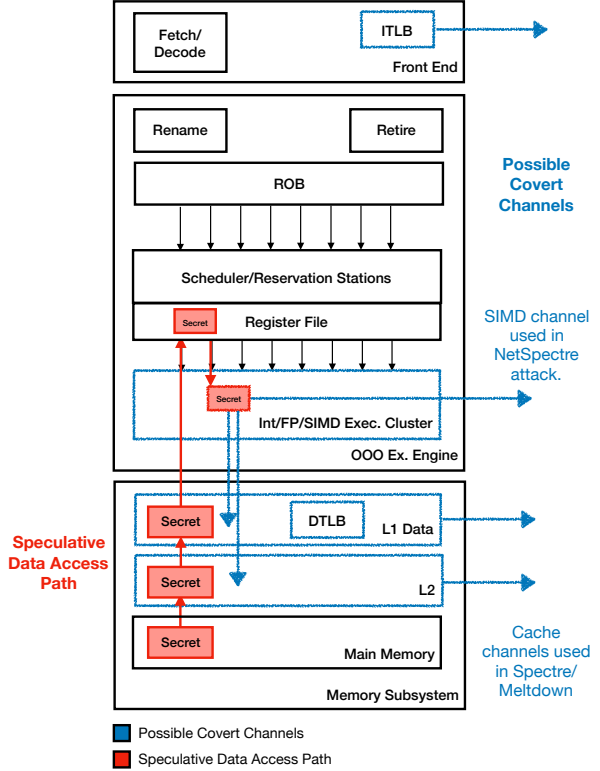 Fetch/
Decode
ITLB
Front End
Rename
Retire
ROB
Possible
Covert
Channels
Scheduler/Reservation Stations
Secret
Register File
SIMD channel
used in
NetSpectre
attack.
Secret
Int/FP/SIMD Exec. Cluster
OOO Ex. Engine
Speculative
Data Access
Path
Secret
DTLB
L1 Data
Secret
L2
Secret
Main Memory
Cache
channels used
in Spectre/
Meltdown
Memory Subsystem
Possible Covert Channels
Speculative Data Access Path